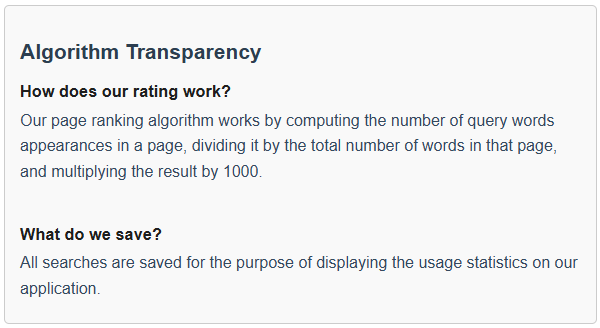 Algorithm Transparency
How does our rating work?
Our page ranking algorithm works by computing the number of query words
appearances in a page, dividing it by the total number of words in that page,
and multiplying the result by 1000.
What do we save?
All searches are saved for the purpose of displaying the usage statistics on our
application.